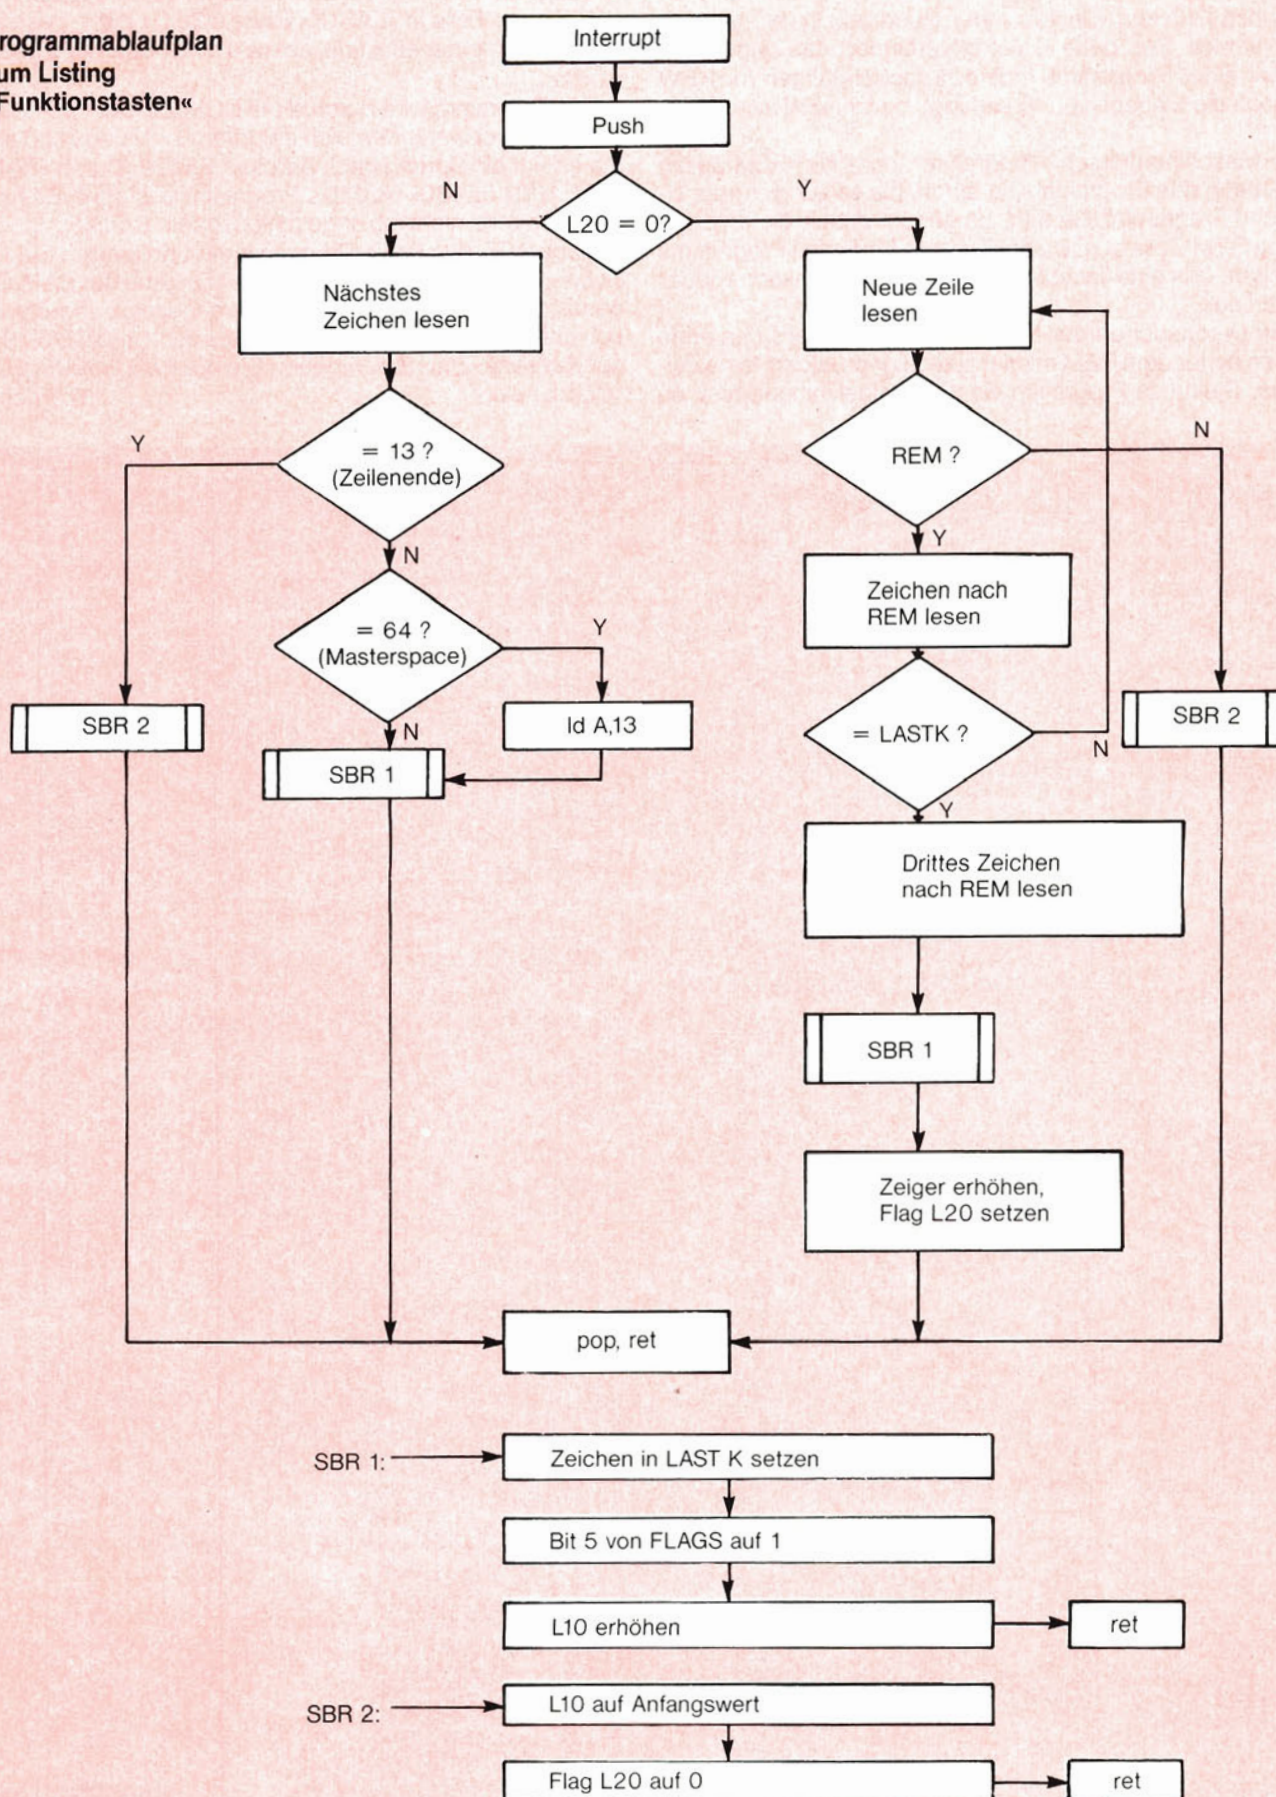 rogrammablaufplan
um Listing
Funktionstasten«
Interrupt
Push
N
L20 = 0?
Y
Nächstes
Zeichen lesen
Neue Zeile
lesen
Y
= 13 ?
(Zeilenende)
N
REM ?
N
Y
= 64 ?
(Masterspace)
Y
N
Zeichen nach
REM lesen
SBR 2
ld A,13
SBR 1
= LASTK ?
N
Y
SBR 2
Drittes Zeichen
nach REM lesen
SBR 1
Zeiger erhöhen,
Flag L20 setzen
pop, ret
SBR 1:
Zeichen in LAST K setzen
Bit 5 von FLAGS auf 1
L10 erhöhen
ret
SBR 2:
L10 auf Anfangswert
Flag L20 auf 0
ret